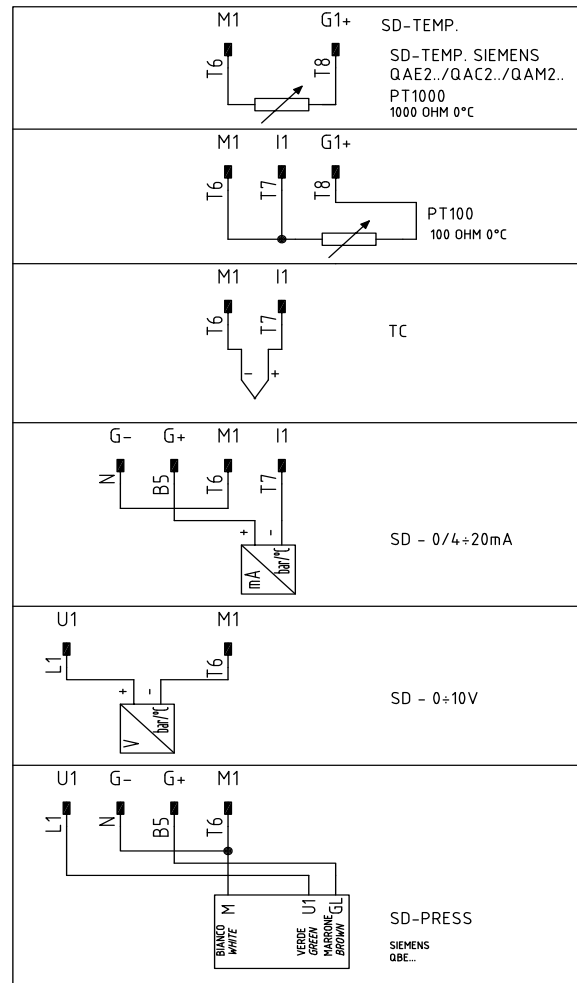 M1 G1+ SD-TEMP.
T6 T8 SD-TEMP. SIEMENS
QAE2../QAC2../QAM2..
PT1000
1000 OHM 0°C
M1 I1 G1+
T6 T7 T8
PT100
100 OHM 0°C
M1 I1
T6 T7
TC
- +
G- G+ M1 I1
N B5 T6 T7
+ -
SD - 0/4÷20mA
mA bar/°C
U1 M1
L1 T6
+ -
SD - 0÷10V
V bar/°C
U1 G- G+ M1
L1 N B5 T6
M U1 GL
BIANCO VERDE MARRONE
WHITE GREEN BROWN
SD-PRESS
SIEMENS
QBE...